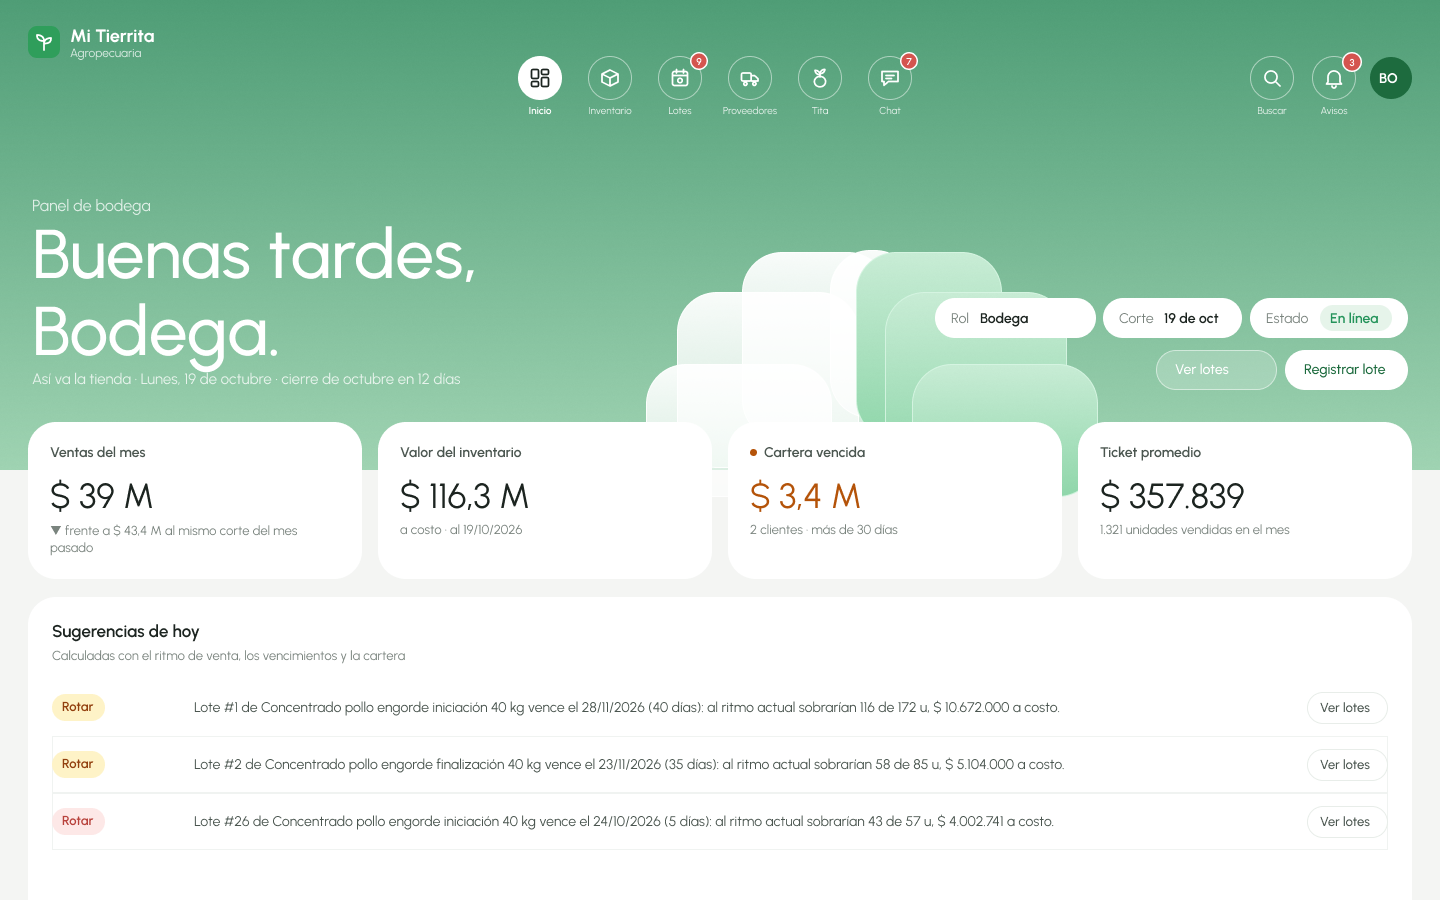 Mi Tierrita
Agropecuaria
9
7
3
BO
Inicio
Inventario
Lotes
Proveedores
Tita
Chat
Buscar
Avisos
Panel de bodega
Buenas tardes,
Bodega.
Así va la tienda · Lunes, 19 de octubre · cierre de octubre en 12 días
Rol Bodega
Corte 19 de oct
Estado En línea
Ver lotes
Registrar lote
Ventas del mes
$ 39 M
▼ frente a $ 43,4 M al mismo corte del mes
pasado
Valor del inventario
$ 116,3 M
a costo · al 19/10/2026
Cartera vencida
$ 3,4 M
2 clientes · más de 30 días
Ticket promedio
$ 357.839
1.321 unidades vendidas en el mes
Sugerencias de hoy
Calculadas con el ritmo de venta, los vencimientos y la cartera
Rotar
Lote #1 de Concentrado pollo engorde iniciación 40 kg vence el 28/11/2026 (40 días): al ritmo actual sobrarían 116 de 172 u, $ 10.672.000 a costo.
Ver lotes
Rotar
Lote #2 de Concentrado pollo engorde finalización 40 kg vence el 23/11/2026 (35 días): al ritmo actual sobrarían 58 de 85 u, $ 5.104.000 a costo.
Ver lotes
Rotar
Lote #26 de Concentrado pollo engorde iniciación 40 kg vence el 24/10/2026 (5 días): al ritmo actual sobrarían 43 de 57 u, $ 4.002.741 a costo.
Ver lotes